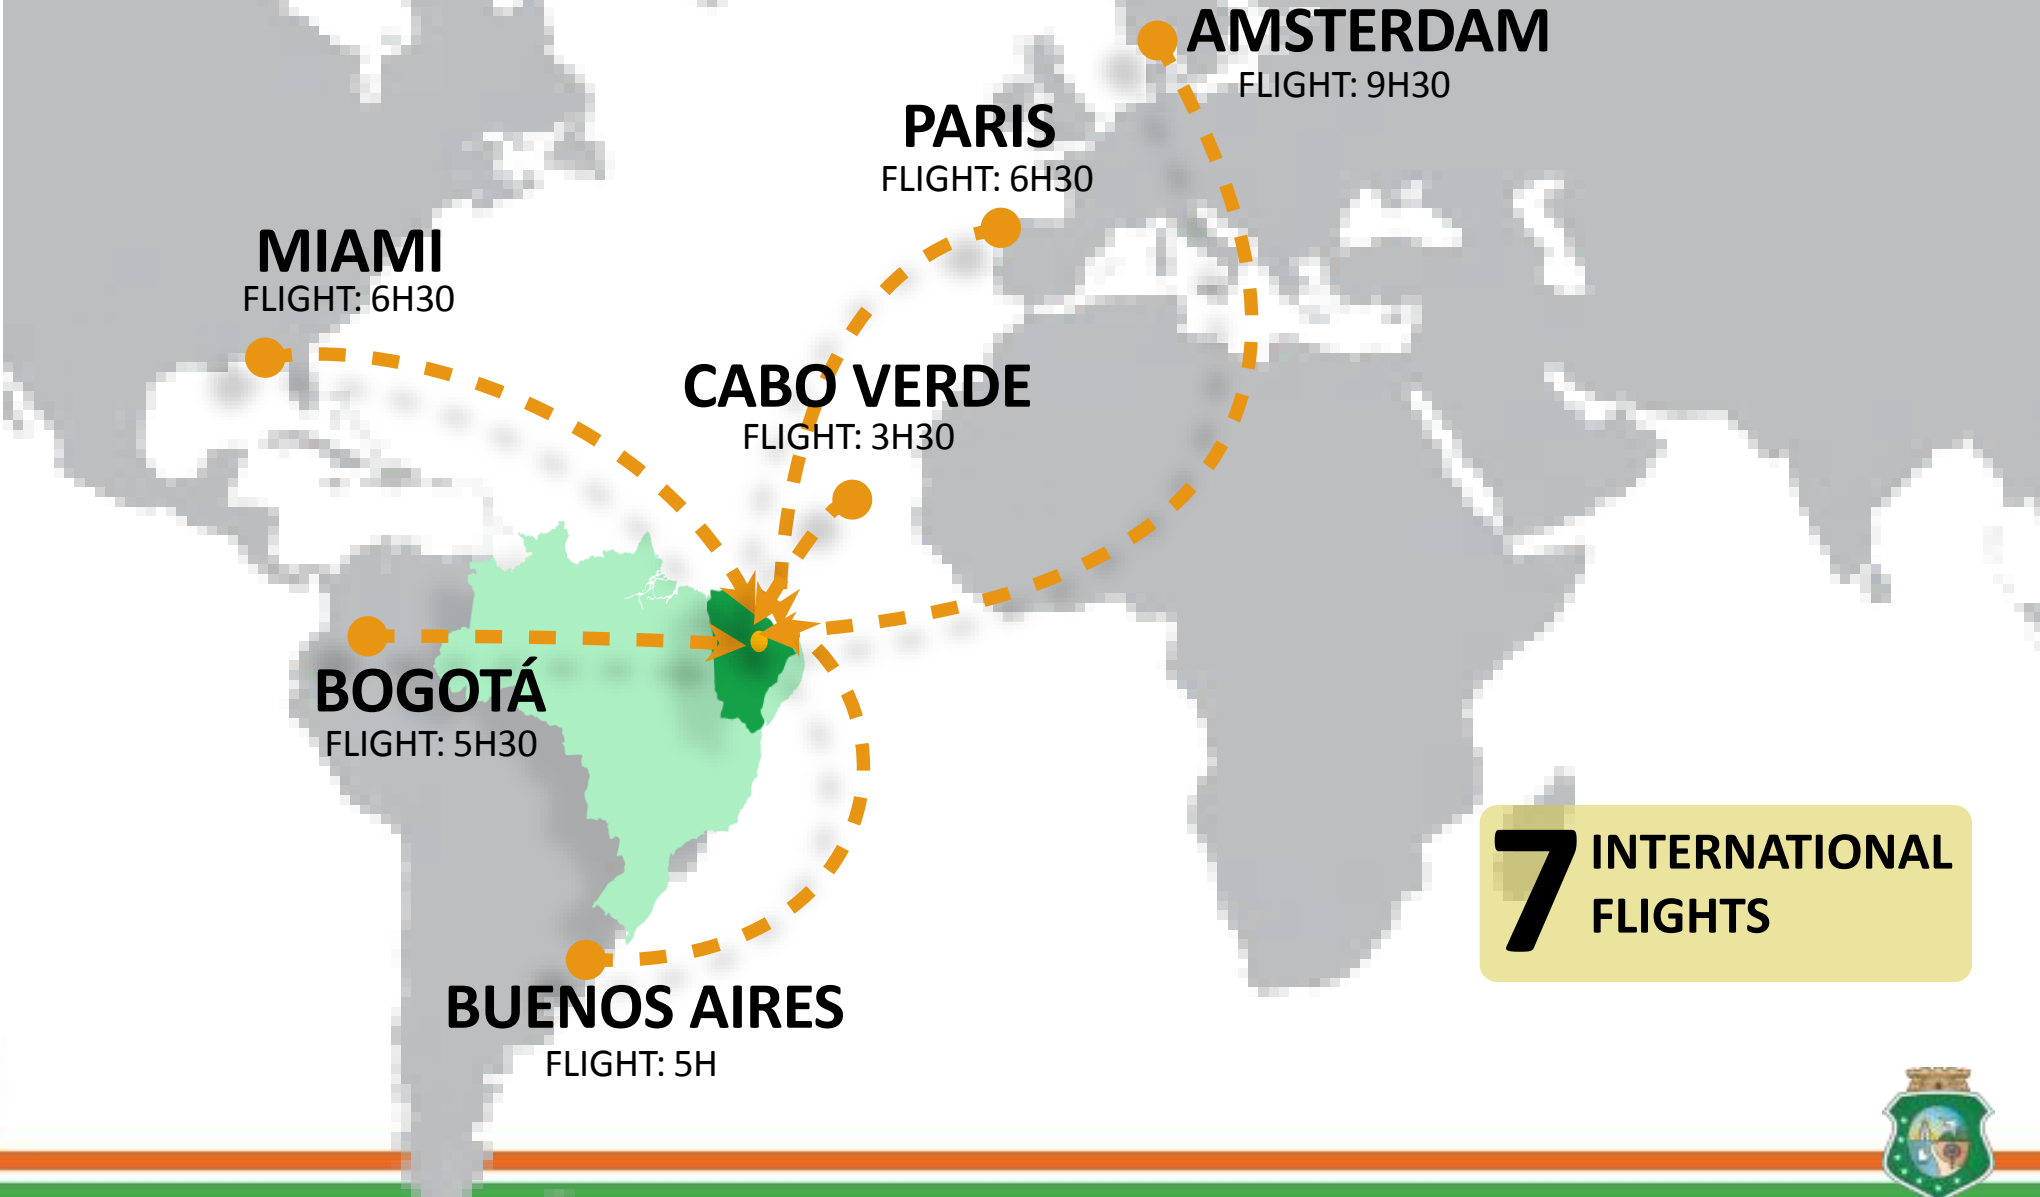 AMSTERDAM
FLIGHT: 9H30
PARIS
FLIGHT: 6H30
MIAMI
FLIGHT: 6H30
CABO VERDE
FLIGHT: 3H30
BOGOTÁ
FLIGHT: 5H30
BUENOS AIRES
FLIGHT: 5H
7 INTERNATIONAL
FLIGHTS